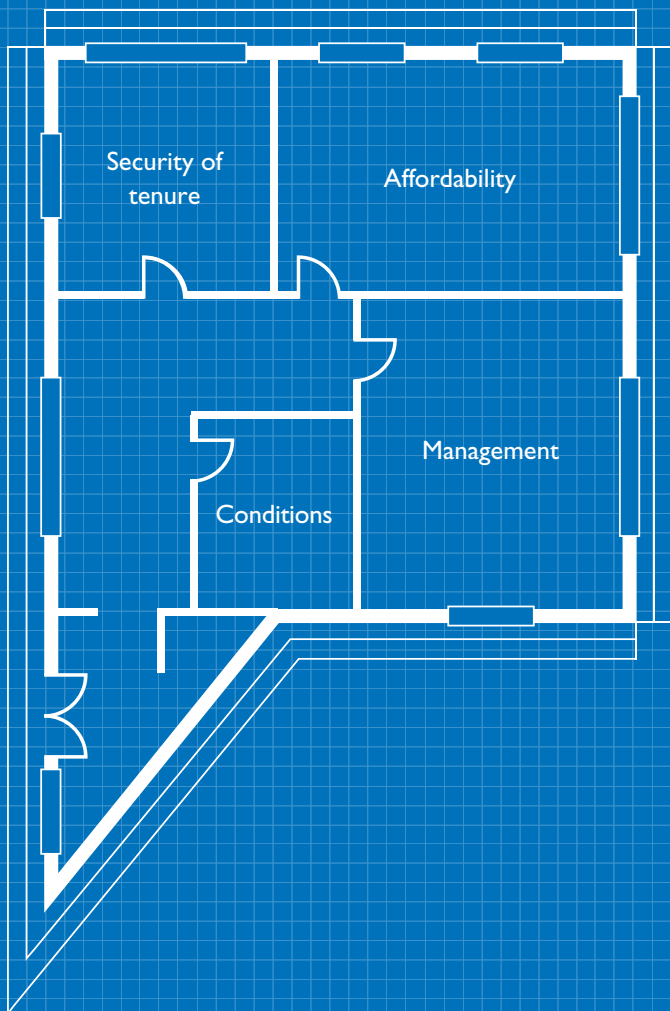 Security of
tenure
Affordability
Management
Conditions